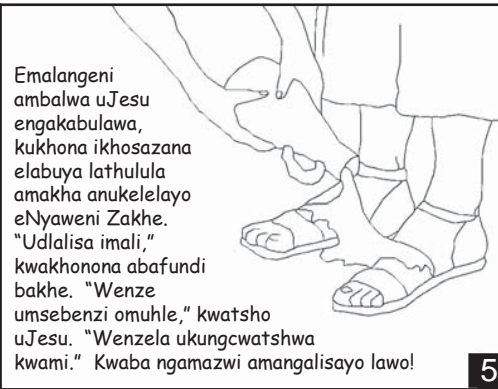 Emalangeni
ambalwa uJesu
engakabulawa,
kukhona ikhosazana
elabuya lathulula
amakha anukelelayo
eNyaweni Zakhe.
“Udlalisa imali,”
kwakhonona abafundi
bakhe. “Wenze
umsebenzi omuhle,” kwatsho
uJesu. “Wenzela ukungcwatshwa
kwami.” Kwaba ngamazwi amangalisayo lawo!
5